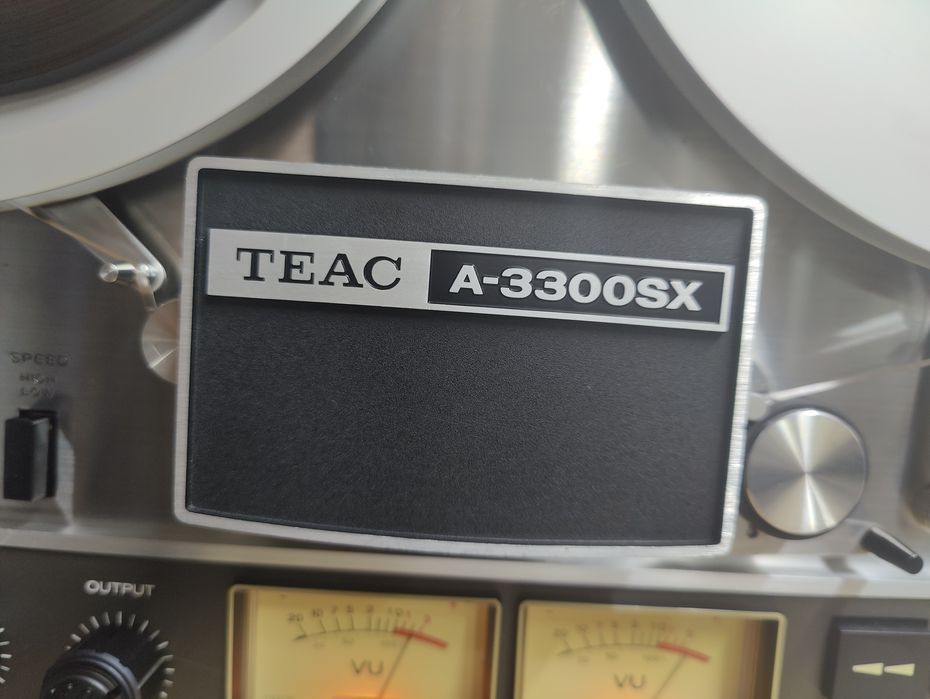 TEAC A-3300SX
SPEED
HIGH
LOW
OUTPUT
VU
VU